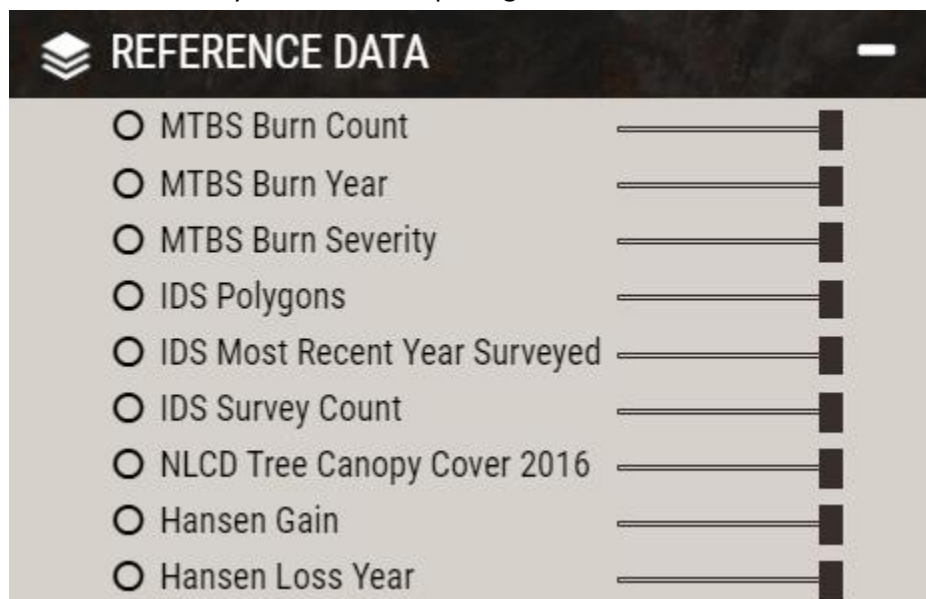 REFERENCE DATA
MTBS Burn Count
MTBS Burn Year
MTBS Burn Severity
IDS Polygons
IDS Most Recent Year Surveyed
IDS Survey Count
NLCD Tree Canopy Cover 2016
Hansen Gain
Hansen Loss Year